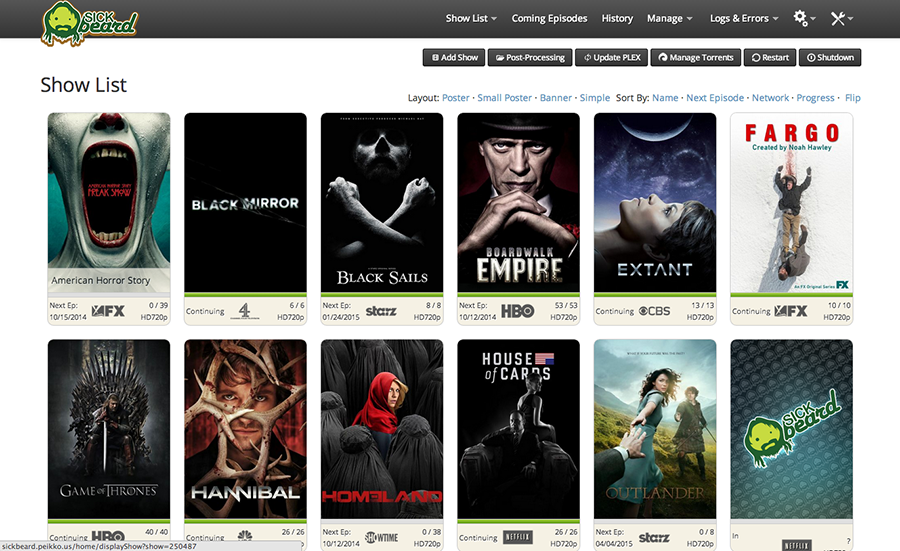 SICK
beard
Show List
Coming Episodes
History
Manage
Logs & Errors
Add Show
Post-Processing
Update PLEX
Manage Torrents
Restart
Shutdown
Show List
Layout: Poster · Small Poster · Banner · Simple Sort By: Name · Next Episode · Network · Progress · Flip
AMERICAN HORROR STORY
FREAK SHOW
American Horror Story
Next Ep:
10/15/2014
FX
0 / 39
HD720p
BLACK MIRROR
Continuing
4
6 / 6
HD720p
FROM EXECUTIVE PRODUCER MICHAEL BAY
BLACK SAILS
Next Ep:
01/24/2015
starz
8 / 8
HD720p
BOARDWALK
EMPIRE
Next Ep:
10/12/2014
HBO
53 / 53
HD720p
EXTANT
Continuing
CBS
13 / 13
HD720p
FARGO
Created by Noah Hawley
An FX Original Series FX
Continuing
FX
10 / 10
HD720p
GAME OF THRONES
Continuing
HBO
40 / 40
HANNIBAL
Continuing
26 / 26
?
HOMELAND
Next Ep:
10/12/2014
SHOWTIME
0 / 38
HD720p
HOUSE
of CARDS
Continuing
NETFLIX
26 / 26
HD720p
OUTLANDER
Next Ep:
04/04/2015
starz
8 / 8
HD720p
SICK
beard
In
NETFLIX
?
HD720p
sickbeard.peikko.us/home/displayShow?show=250487